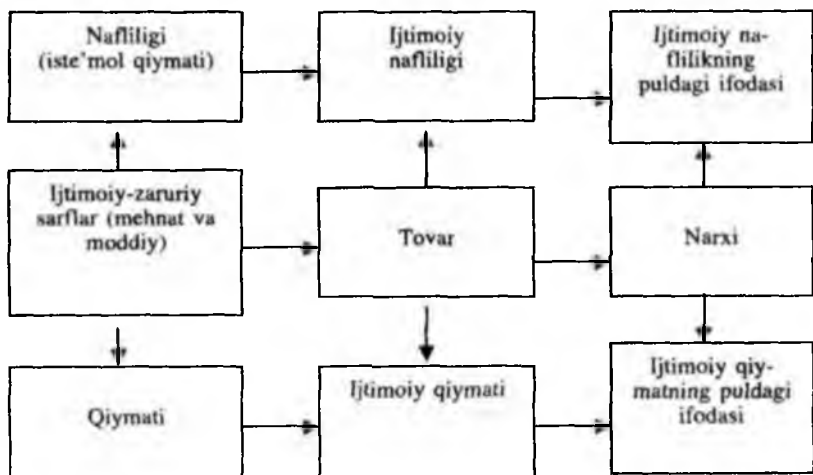 Nafliligi
(iste'mol qiymati)
Ijtimoiy
nafliligi
Ijtimoiy na-
flilikning
puldagi ifodasi
Ijtimoiy-zaruriy
sarflar (mehnat va
moddiy)
Tovar
Narxi
Qiymati
Ijtimoiy qiymati
Ijtimoiy qiy-
matning puldagi
ifodasi